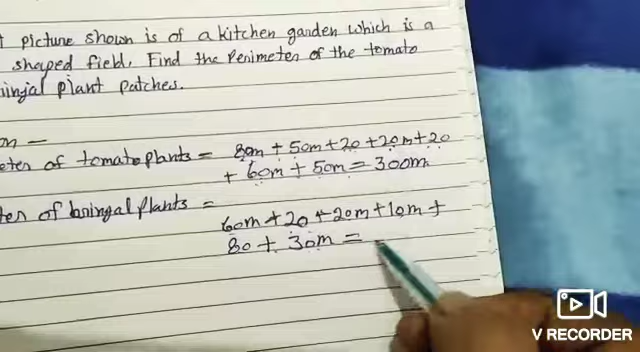 picture shown is of a kitchen garden which is a
shaped field. Find the Perimeter of the tomato
plant patches.
of tomato plants = 80m + 50m + 20 + 20m + 20
+ 60m + 50m = 300m
of bringal plants =
60m + 20 + 20m + 10m +
80 + 30m =
V RECORDER